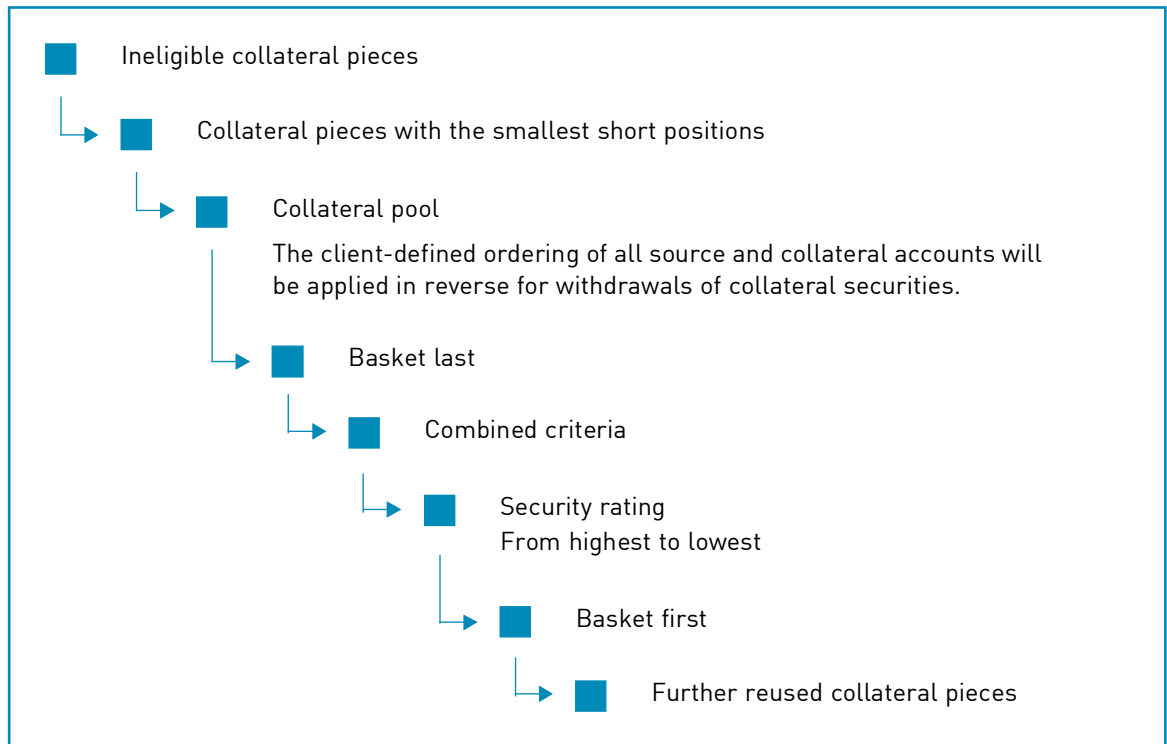 Ineligible collateral pieces
Collateral pieces with the smallest short positions
Collateral pool
The client-defined ordering of all source and collateral accounts will
be applied in reverse for withdrawals of collateral securities.
Basket last
Combined criteria
Security rating
From highest to lowest
Basket first
Further reused collateral pieces